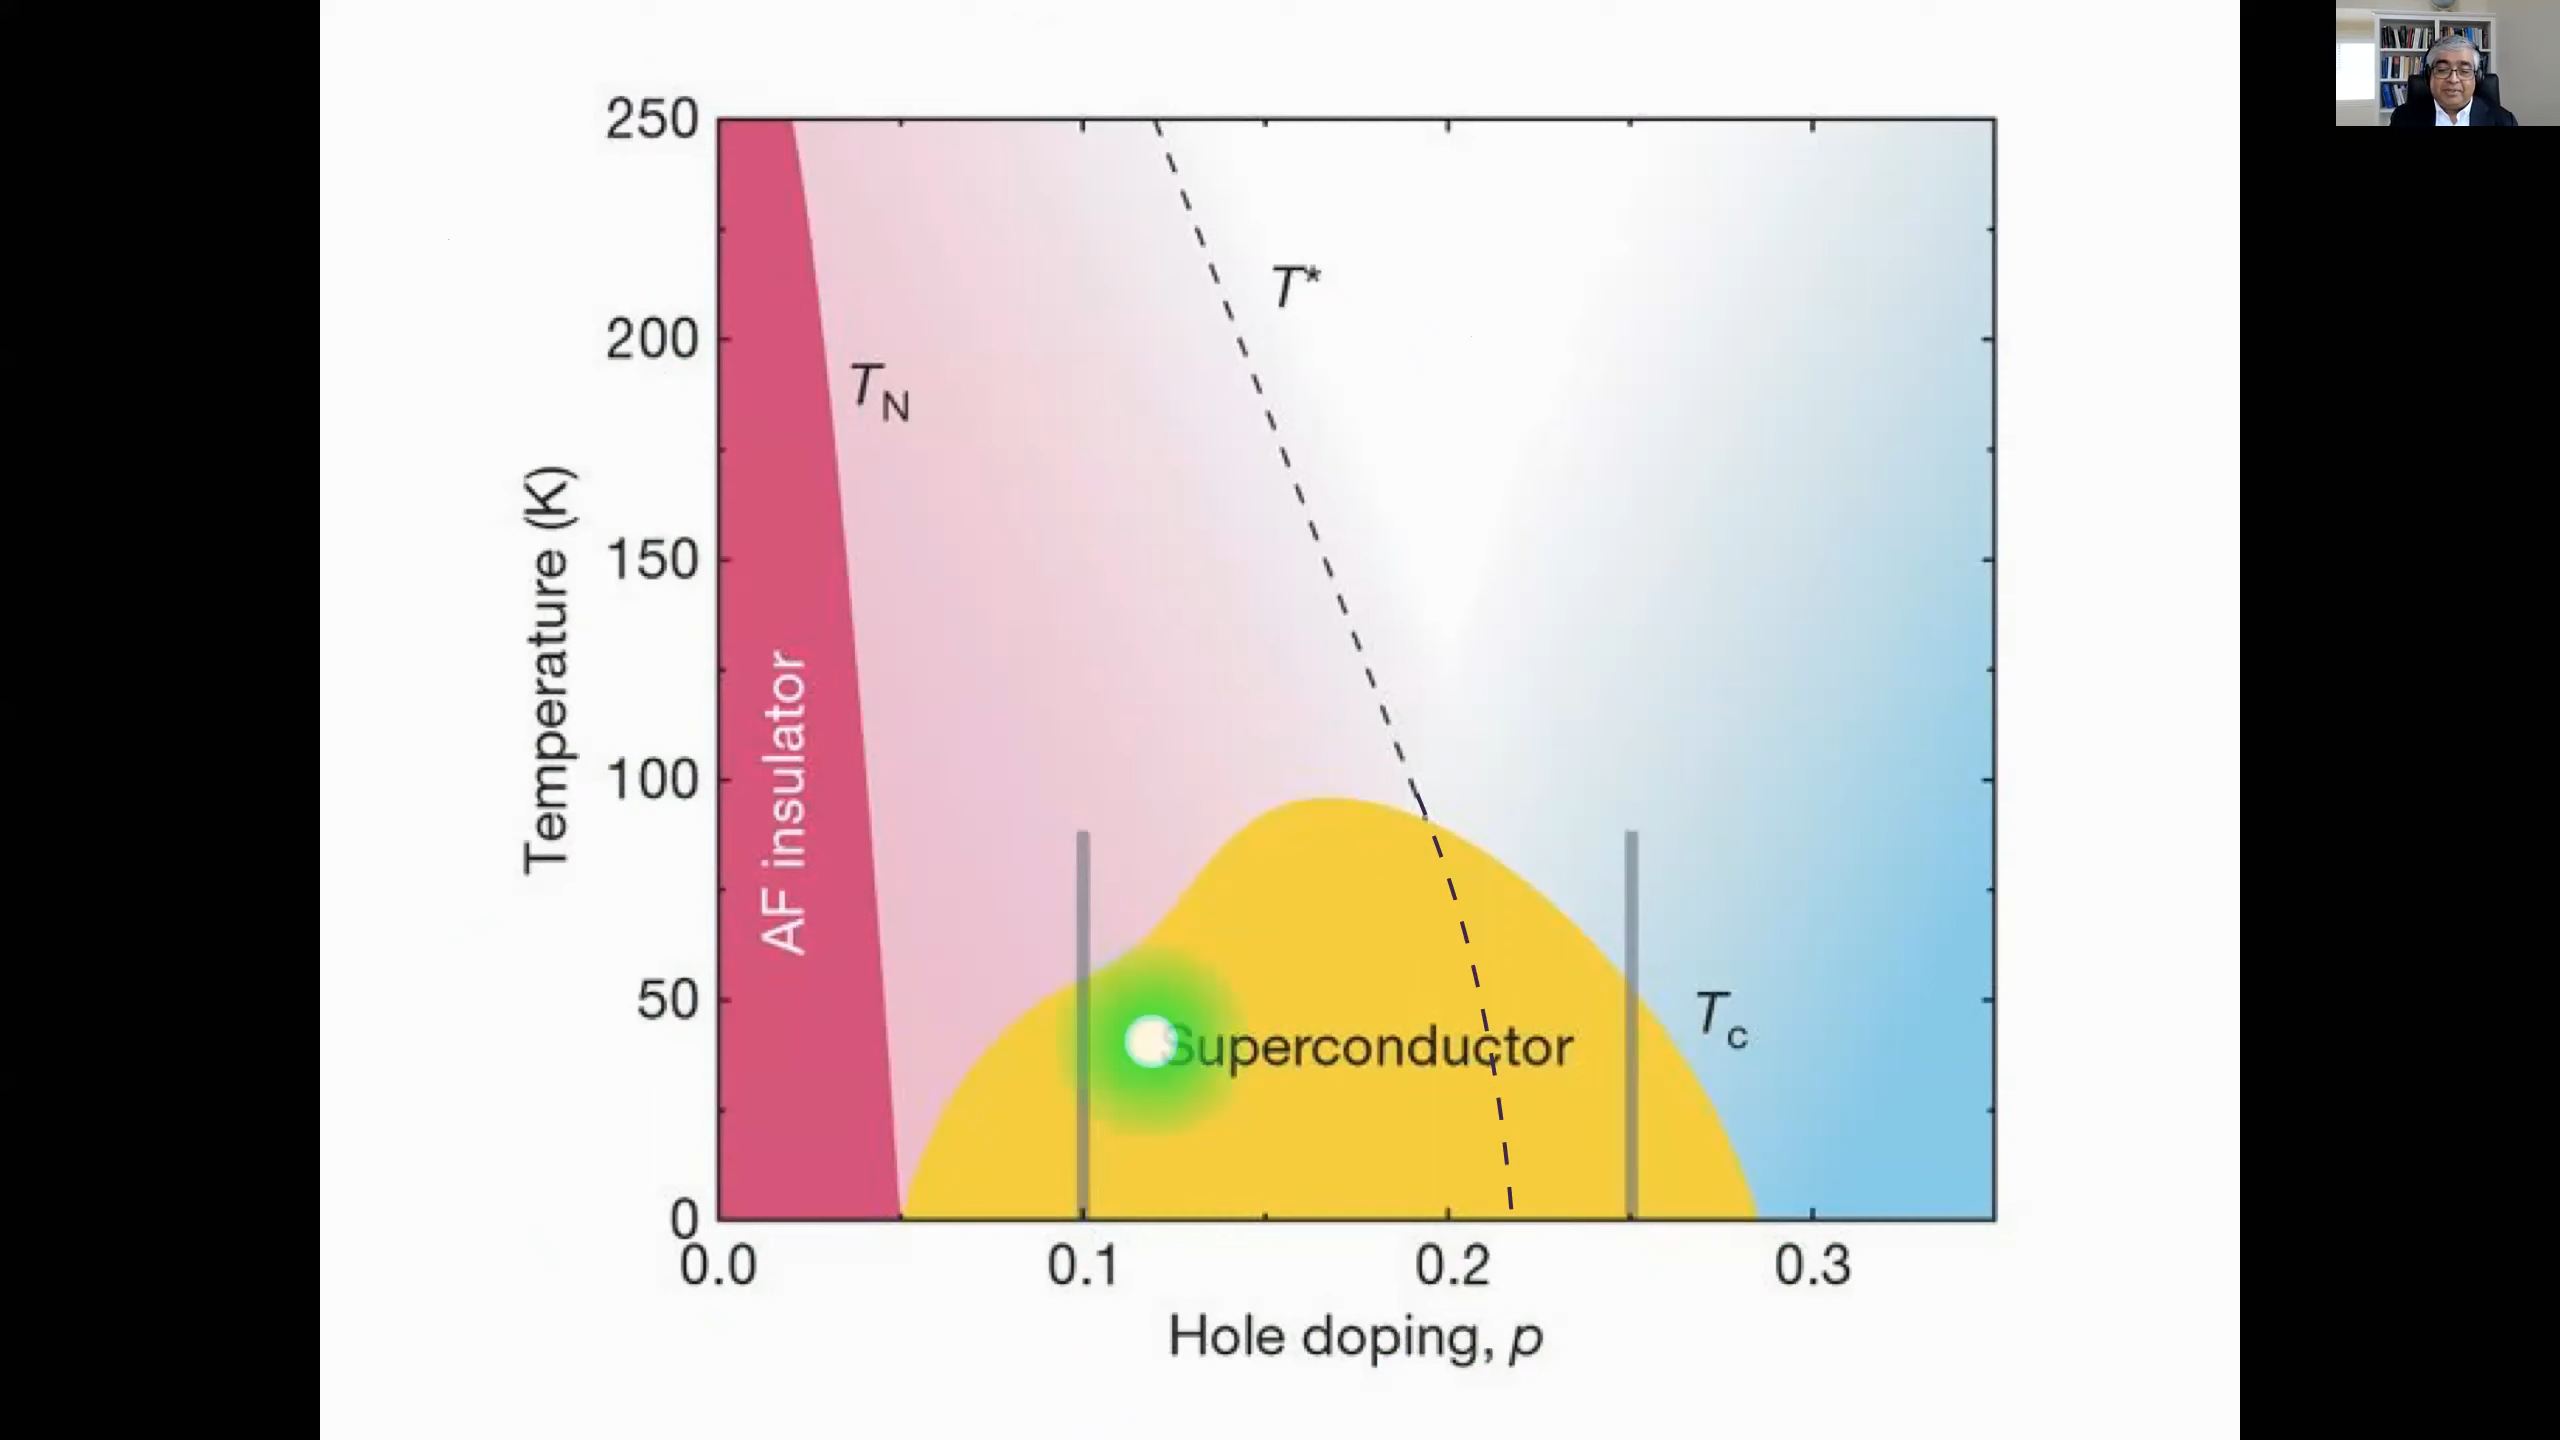 250
200
150
100
50
0
0.0
0.1
0.2
0.3
Temperature (K)
Hole doping, p
AF insulator
T_N
T*
Superconductor
T_c